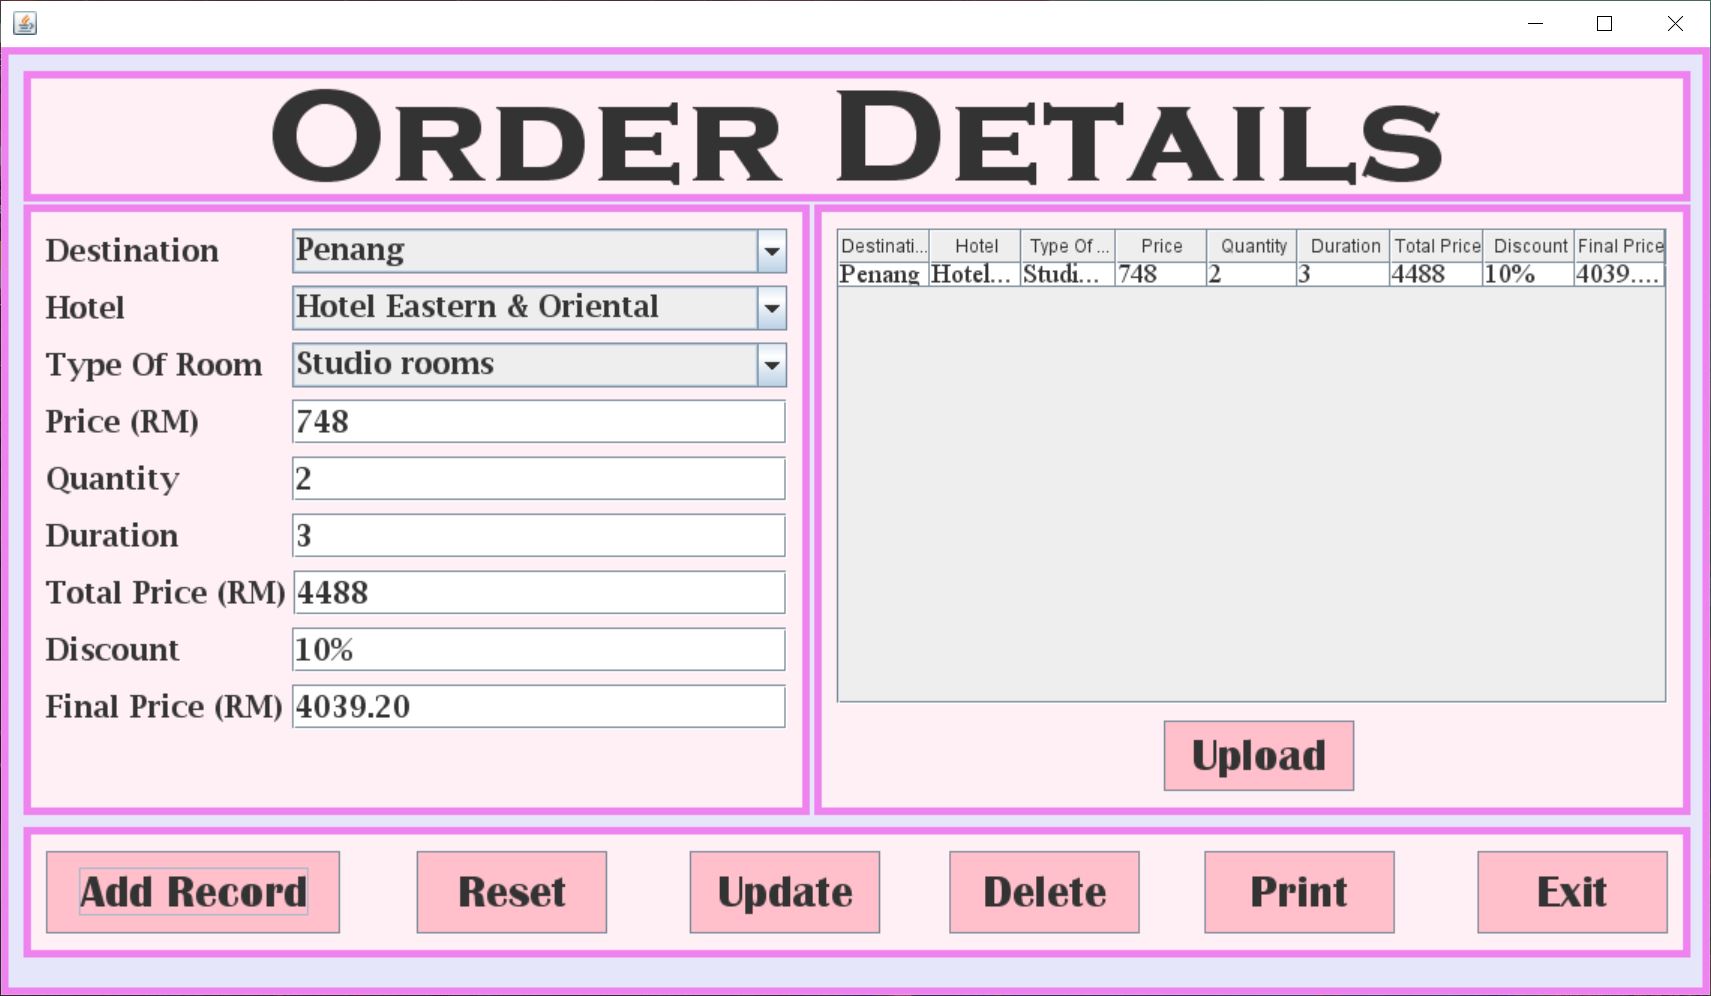 ORDER DETAILS
Destination Penang
Hotel Hotel Eastern & Oriental
Type Of Room Studio rooms
Price (RM) 748
Quantity 2
Duration 3
Total Price (RM) 4488
Discount 10%
Final Price (RM) 4039.20
Destinati... Hotel Type Of ... Price Quantity Duration Total Price Discount Final Price
Penang Hotel... Studi... 748 2 3 4488 10% 4039....
Upload
Add Record Reset Update Delete Print Exit